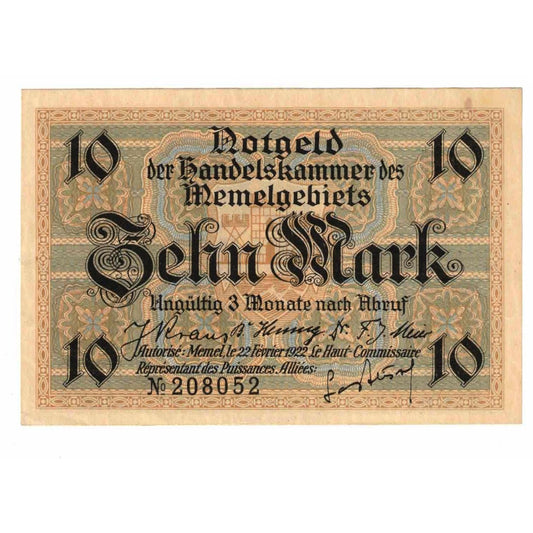 10 Notgeld 10
der Handelskammer des
Memelgebiets
Zehn Mark
Ungültig 3 Monate nach Abruf
J Kraus
10 Autorisé: Memel, le 22 Février 1922 Le Haut-Commissaire 10
Représentant des Puissances Alliées:
No 208052